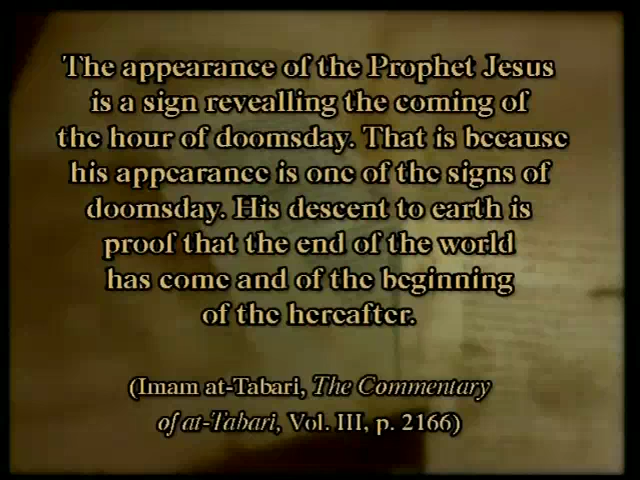 The appearance of the Prophet Jesus
is a sign revealling the coming of
the hour of doomsday. That is because
his appearance is one of the signs of
doomsday. His descent to earth is
proof that the end of the world
has come and of the beginning
of the hereafter.
(Imam at-Tabari, The Commentary
of at-Tabari, Vol. III, p. 2166)